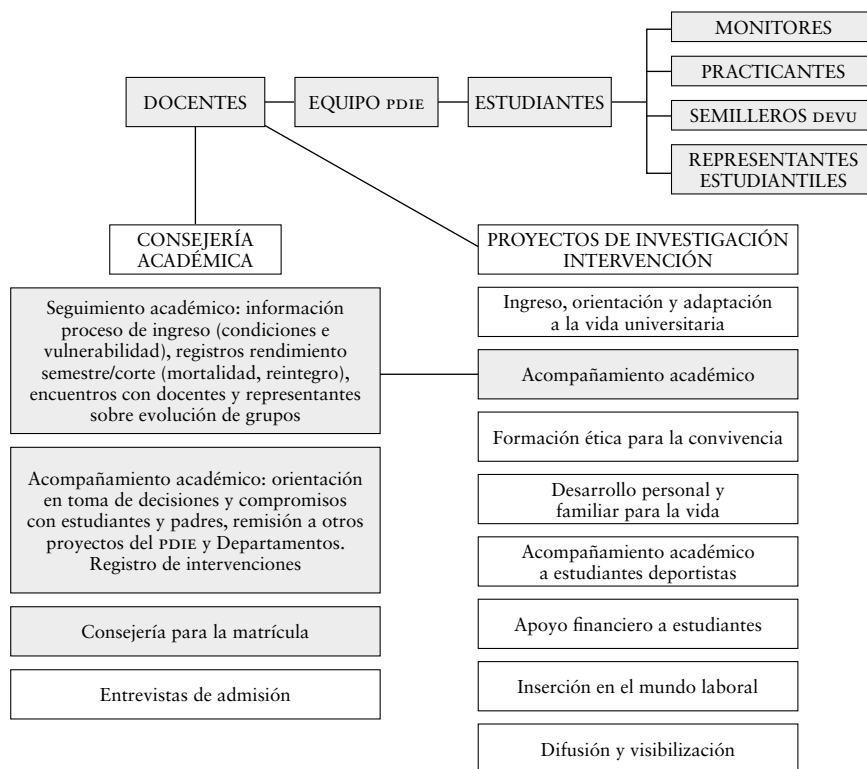 MONITORES
PRACTICANTES
DOCENTES
EQUIPO PDIE
ESTUDIANTES
SEMILLEROS DEVU
REPRESENTANTES
ESTUDIANTILES
CONSEJERÍA
ACADÉMICA
Seguimiento académico: información
proceso de ingreso (condiciones e
vulnerabilidad), registros rendimiento
semestre/corte (mortalidad, reintegro),
encuentros con docentes y representantes
sobre evolución de grupos
Acompañamiento académico: orientación
en toma de decisiones y compromisos
con estudiantes y padres, remisión a otros
proyectos del PDIE y Departamentos.
Registro de intervenciones
Consejería para la matrícula
Entrevistas de admisión
PROYECTOS DE INVESTIGACIÓN
INTERVENCIÓN
Ingreso, orientación y adaptación
a la vida universitaria
Acompañamiento académico
Formación ética para la convivencia
Desarrollo personal y
familiar para la vida
Acompañamiento académico
a estudiantes deportistas
Apoyo financiero a estudiantes
Inserción en el mundo laboral
Difusión y visibilización